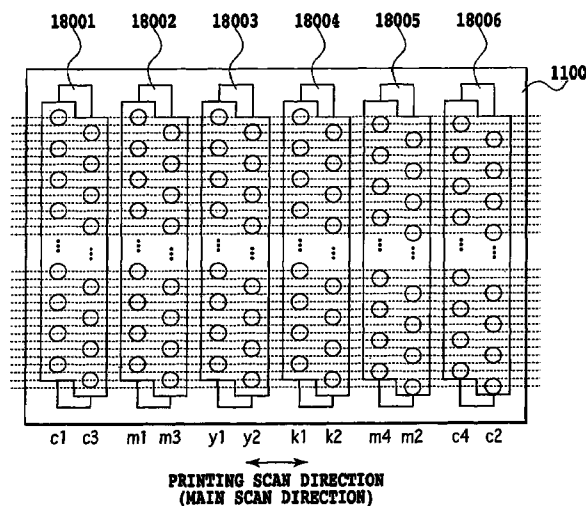 18001 18002 18003 18004 18005 18006
1100
c1 c3 m1 m3 y1 y2 k1 k2 m4 m2 c4 c2
PRINTING SCAN DIRECTION
(MAIN SCAN DIRECTION)